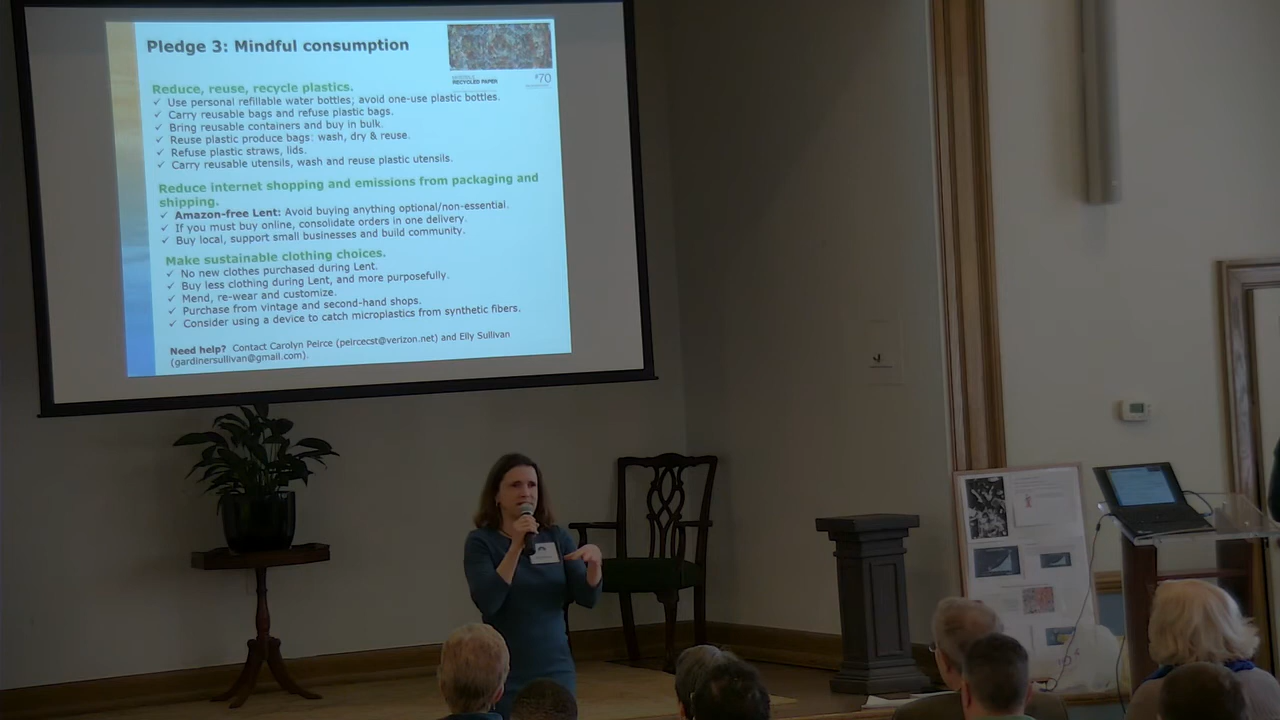 Pledge 3: Mindful consumption
RECYCLED PAPER
#70
Reduce, reuse, recycle plastics.
✓ Use personal refillable water bottles; avoid one-use plastic bottles.
✓ Carry reusable bags and refuse plastic bags.
✓ Bring reusable containers and buy in bulk.
✓ Reuse plastic produce bags: wash, dry & reuse.
✓ Refuse plastic straws, lids.
✓ Carry reusable utensils, wash and reuse plastic utensils.
Reduce internet shopping and emissions from packaging and
shipping.
✓ Amazon-free Lent: Avoid buying anything optional/non-essential.
✓ If you must buy online, consolidate orders in one delivery.
✓ Buy local, support small businesses and build community.
Make sustainable clothing choices.
✓ No new clothes purchased during Lent.
✓ Buy less clothing during Lent, and more purposefully.
✓ Mend, re-wear and customize.
✓ Purchase from vintage and second-hand shops.
✓ Consider using a device to catch microplastics from synthetic fibers.
Need help? Contact Carolyn Peirce (peircecst@verizon.net) and Elly Sullivan
(gardinersullivan@gmail.com).